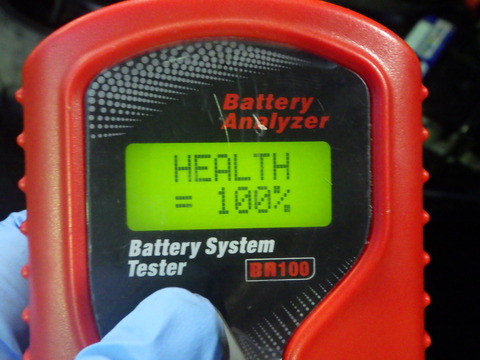 Battery
Analyzer
HEALTH
= 100%
Battery System
Tester
BA100